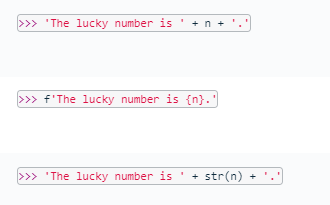 >>> 'The lucky number is ' + n + '.'
>>> f'The lucky number is {n}.'
>>> 'The lucky number is ' + str(n) + '.'